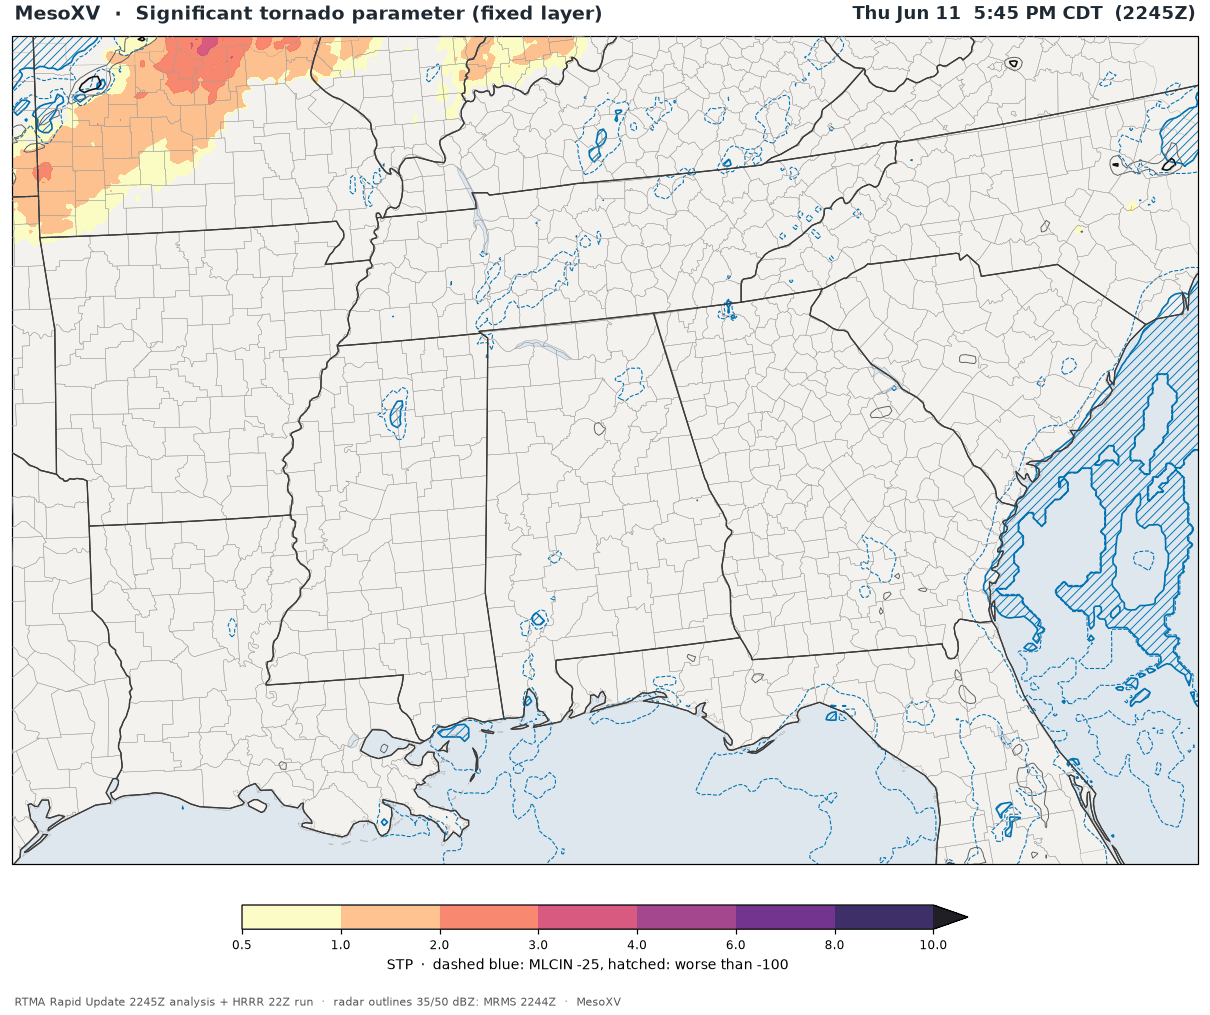 MesoXV · Significant tornado parameter (fixed layer)
Thu Jun 11 5:45 PM CDT (2245Z)
0.5 1.0 2.0 3.0 4.0 6.0 8.0 10.0
STP · dashed blue: MLCIN -25, hatched: worse than -100
RTMA Rapid Update 2245Z analysis + HRRR 22Z run · radar outlines 35/50 dBZ: MRMS 2244Z · MesoXV